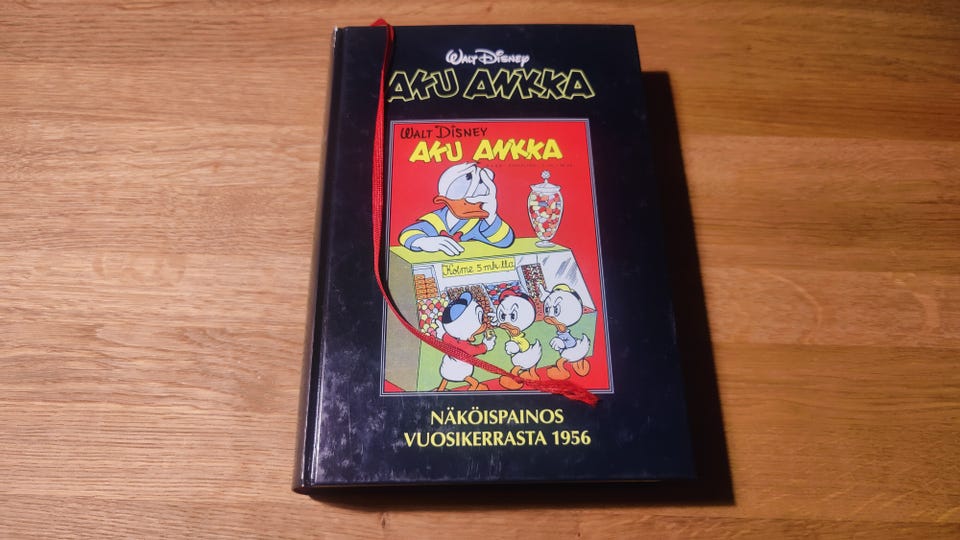 WALT DISNEY
AKU ANKKA
WALT DISNEY
AKU ANKKA
Kolme 5 mk:lla
NÄKÖISPAINOS
VUOSIKERRASTA 1956